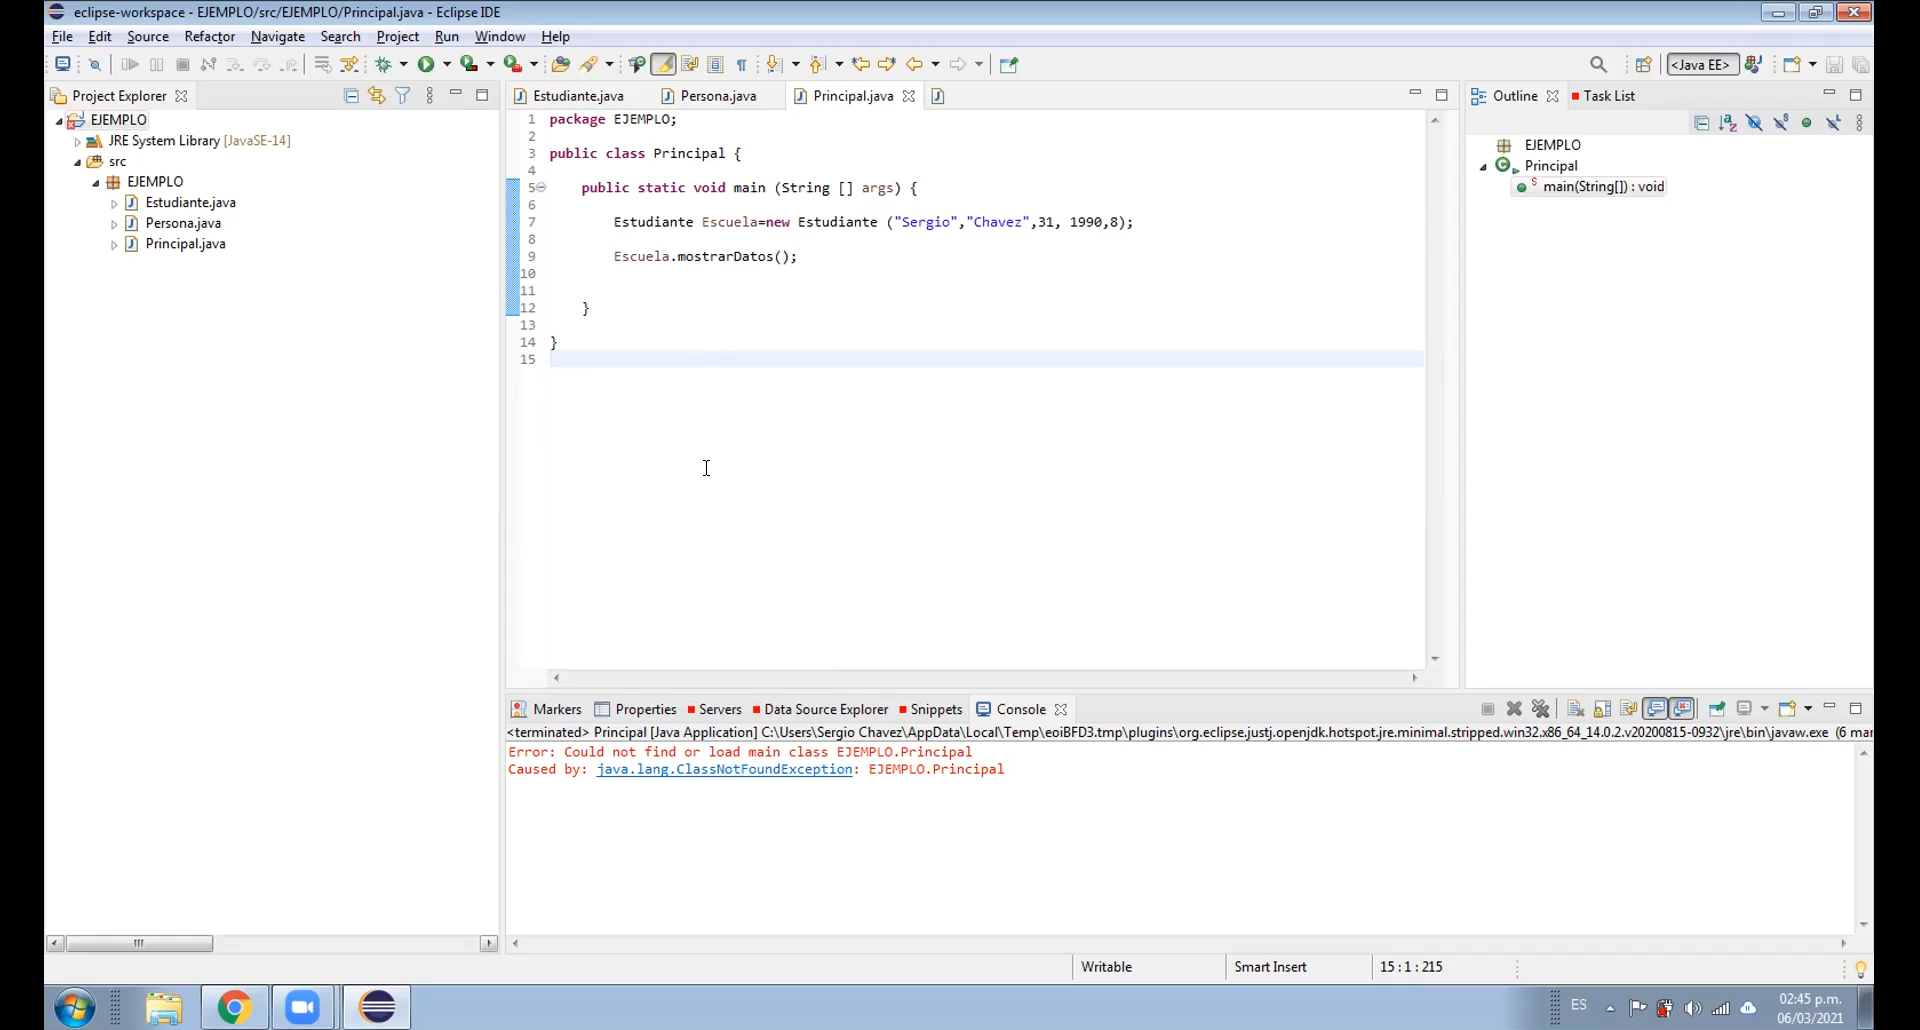 eclipse-workspace - EJEMPLO/src/EJEMPLO/Principal.java - Eclipse IDE
File Edit Source Refactor Navigate Search Project Run Window Help
<Java EE>
Project Explorer
EJEMPLO
JRE System Library [JavaSE-14]
src
EJEMPLO
Estudiante.java
Persona.java
Principal.java
Estudiante.java Persona.java Principal.java
1 package EJEMPLO;
2
3 public class Principal {
4
5 public static void main (String [] args) {
6
7 Estudiante Escuela=new Estudiante ("Sergio","Chavez",31, 1990,8);
8
9 Escuela.mostrarDatos();
10
11
12 }
13
14 }
15
Outline Task List
EJEMPLO
Principal
main(String[]) : void
Markers Properties Servers Data Source Explorer Snippets Console
<terminated> Principal [Java Application] C:\Users\Sergio Chavez\AppData\Local\Temp\eoiBFD3.tmp\plugins\org.eclipse.justj.openjdk.hotspot.jre.minimal.stripped.win32.x86_64_14.0.2.v20200815-0932\jre\bin\javaw.exe (6 mar
Error: Could not find or load main class EJEMPLO.Principal
Caused by: java.lang.ClassNotFoundException: EJEMPLO.Principal
Writable Smart Insert 15 : 1 : 215
ES
02:45 p.m.
06/03/2021